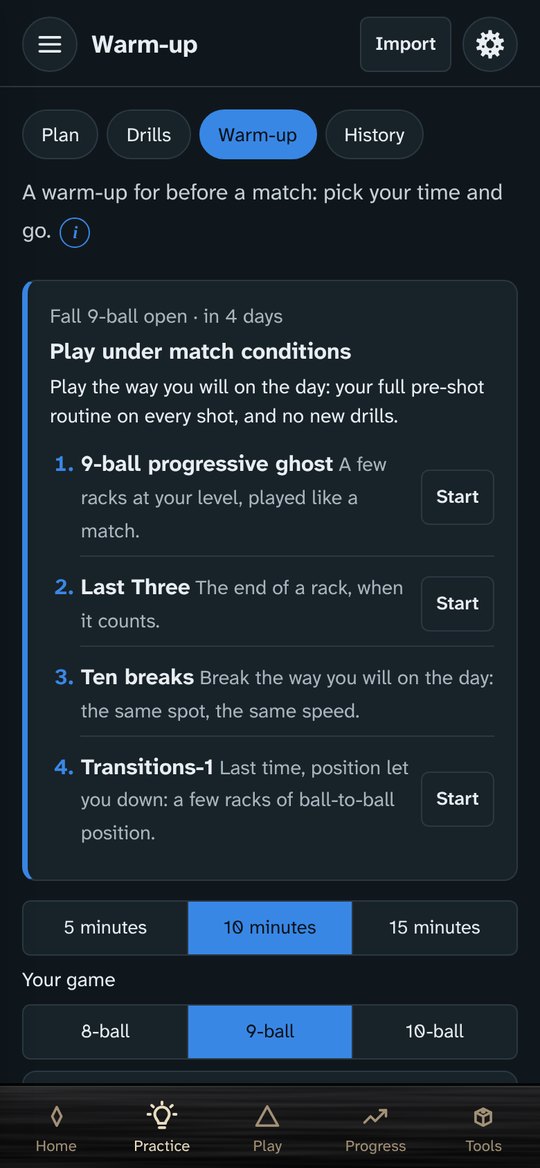 Warm-up
Import
Plan
Drills
Warm-up
History
A warm-up for before a match: pick your time and
go. i
Fall 9-ball open · in 4 days
Play under match conditions
Play the way you will on the day: your full pre-shot
routine on every shot, and no new drills.
1. 9-ball progressive ghost A few
racks at your level, played like a
match.
Start
2. Last Three The end of a rack, when
it counts.
Start
3. Ten breaks Break the way you will on the day:
the same spot, the same speed.
4. Transitions-1 Last time, position let
you down: a few racks of ball-to-ball
position.
Start
5 minutes
10 minutes
15 minutes
Your game
8-ball
9-ball
10-ball
Home
Practice
Play
Progress
Tools